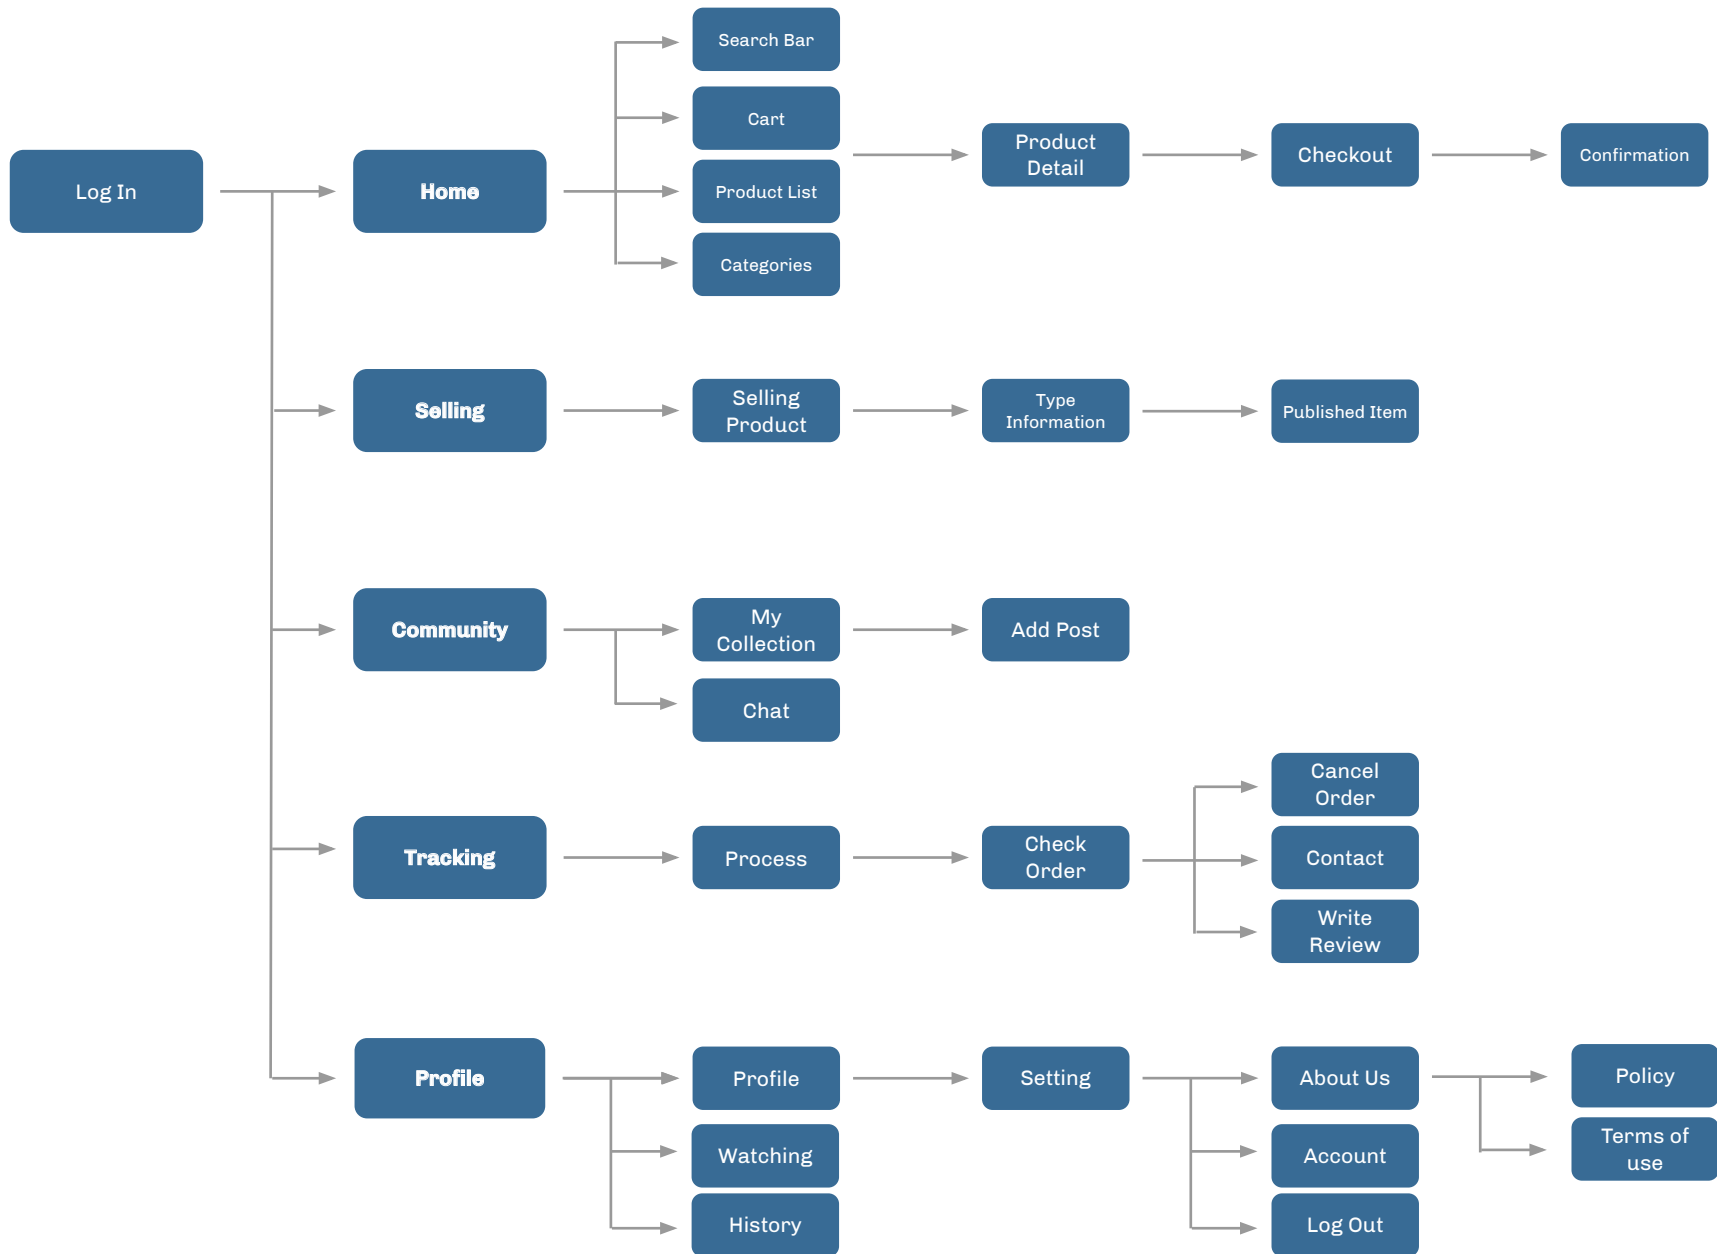 Search Bar
Cart
Product
Detail
Checkout
Confirmation
Log In
Home
Product List
Categories
Selling
Selling
Product
Type
Information
Published Item
Community
My
Collection
Add Post
Chat
Cancel
Order
Tracking
Process
Check
Order
Contact
Write
Review
Profile
Profile
Setting
About Us
Policy
Watching
Account
Terms of
use
History
Log Out